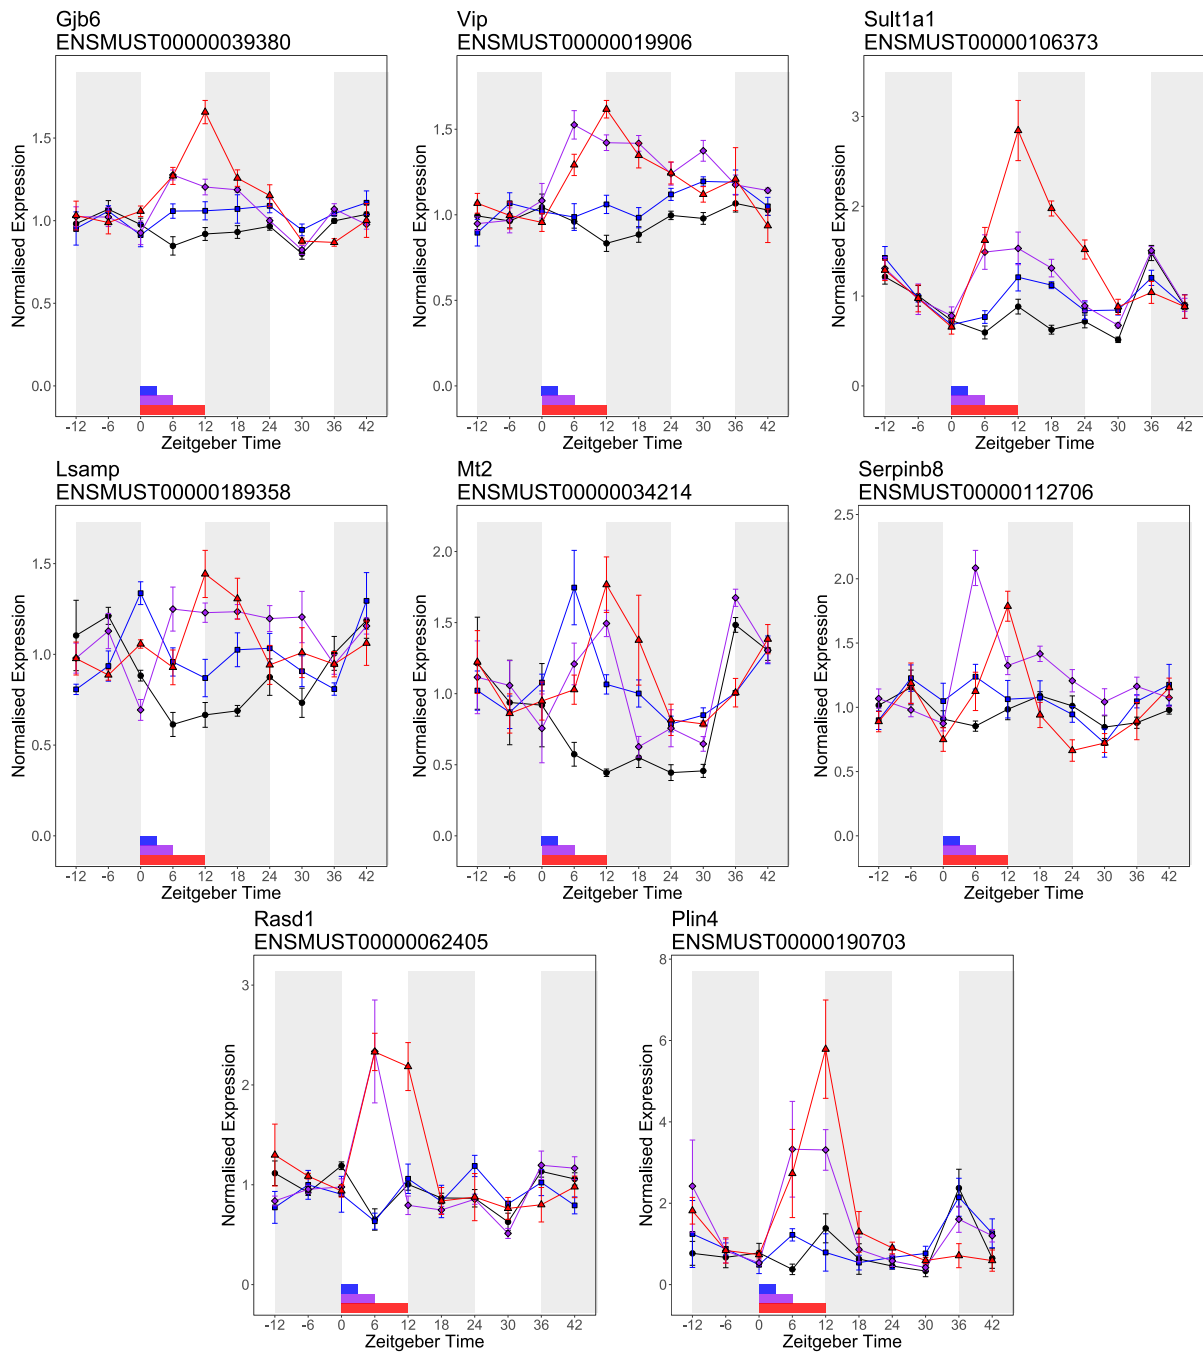 Gjb6
ENSMUST00000039380
Normalised Expression
1.5
1.0
0.5
0.0
-12 -6 0 6 12 18 24 30 36 42
Zeitgeber Time
Vip
ENSMUST00000019906
Normalised Expression
1.5
1.0
0.5
0.0
-12 -6 0 6 12 18 24 30 36 42
Zeitgeber Time
Sult1a1
ENSMUST00000106373
Normalised Expression
3
2
1
0
-12 -6 0 6 12 18 24 30 36 42
Zeitgeber Time
Lsamp
ENSMUST00000189358
Normalised Expression
1.5
1.0
0.5
0.0
-12 -6 0 6 12 18 24 30 36 42
Zeitgeber Time
Mt2
ENSMUST00000034214
Normalised Expression
2.0
1.5
1.0
0.5
0.0
-12 -6 0 6 12 18 24 30 36 42
Zeitgeber Time
Serpinb8
ENSMUST00000112706
Normalised Expression
2.5
2.0
1.5
1.0
0.5
0.0
-12 -6 0 6 12 18 24 30 36 42
Zeitgeber Time
Rasd1
ENSMUST00000062405
Normalised Expression
3
2
1
0
-12 -6 0 6 12 18 24 30 36 42
Zeitgeber Time
Plin4
ENSMUST00000190703
Normalised Expression
8
6
4
2
0
-12 -6 0 6 12 18 24 30 36 42
Zeitgeber Time